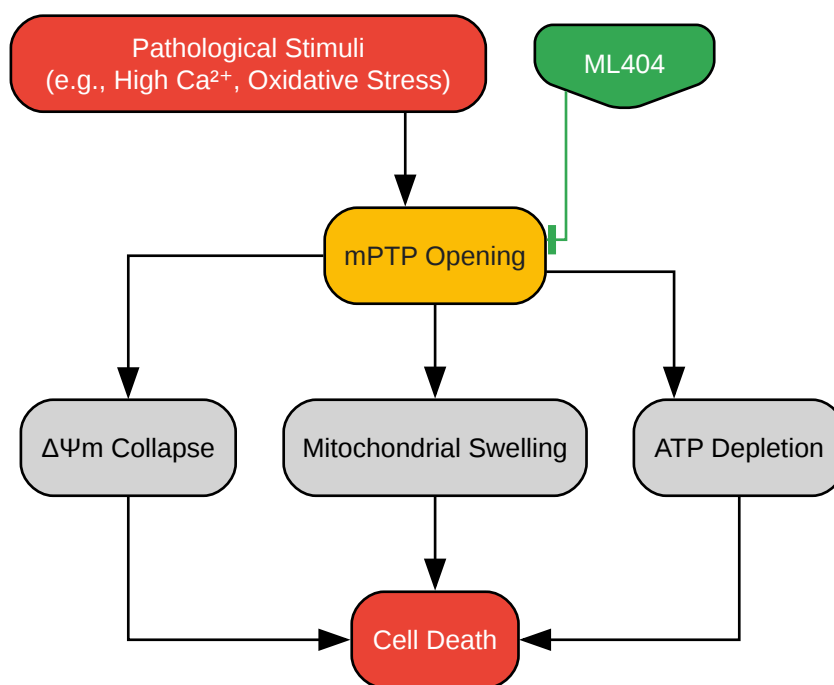 Pathological Stimuli
(e.g., High Ca²⁺, Oxidative Stress)
ML404
mPTP Opening
ΔΨm Collapse
Mitochondrial Swelling
ATP Depletion
Cell Death